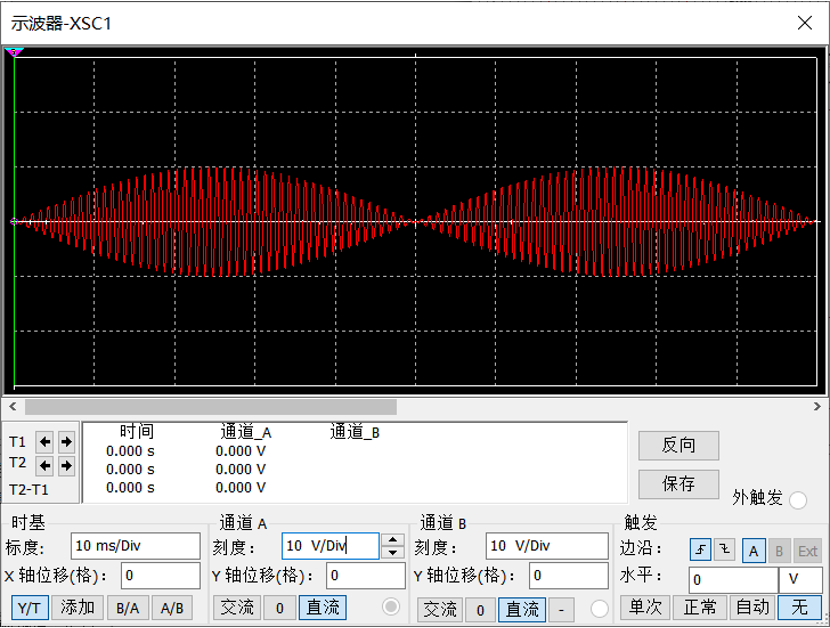 示波器-XSC1
时间 通道_A 通道_B
T1 0.000 s 0.000 V
T2 0.000 s 0.000 V
T2-T1 0.000 s 0.000 V
反向
保存
外触发
时基 通道 A 通道 B 触发
标度: 10 ms/Div 刻度: 10 V/Div 刻度: 10 V/Div 边沿: A B Ext
X 轴位移(格): 0 Y 轴位移(格): 0 Y 轴位移(格): 0 水平: 0 V
Y/T 添加 B/A A/B 交流 0 直流 交流 0 直流 - 单次 正常 自动 无